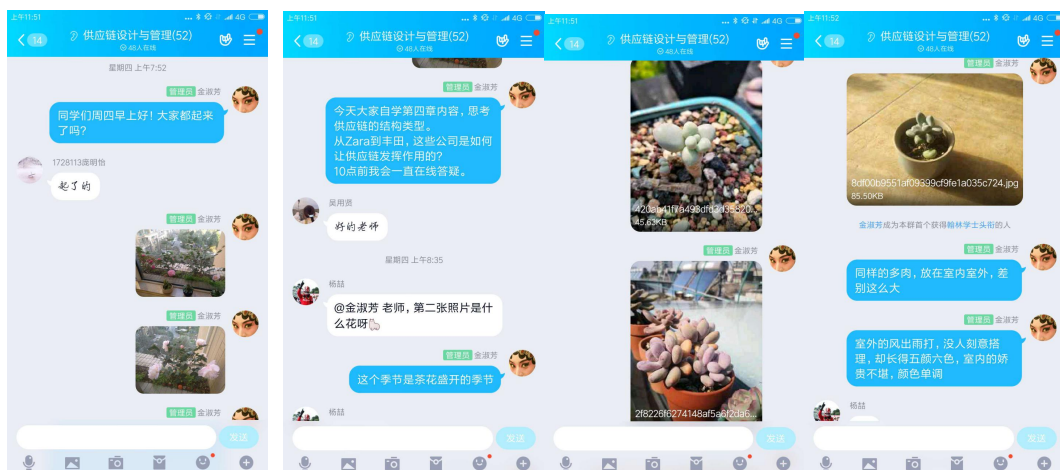 上午11:51
... 4G
14
供应链设计与管理(52)
48人在线
星期四 上午7:52
管理员 金淑芳
同学们周四早上好！大家都起来
了吗？
1728113庞明怡
起了的
管理员 金淑芳
管理员 金淑芳
管理员 金淑芳
发送
上午11:51
... 4G
14
供应链设计与管理(52)
48人在线
管理员 金淑芳
今天大家自学第四章内容，思考
供应链的结构类型。
从Zara到丰田，这些公司是如何
让供应链发挥作用的？
10点前我会一直在线答疑。
吴用贤
好的老师
星期四 上午8:35
杨喆
@金淑芳 老师，第二张照片是什
么花呀
管理员 金淑芳
这个季节是茶花盛开的季节
杨喆
发送
上午11:51
... 4G
14
供应链设计与管理(52)
48人在线
45.63KB
管理员 金淑芳
2f8226f6274148af5a6f2da6...
发送
上午11:52
... 4G
14
供应链设计与管理(52)
48人在线
管理员 金淑芳
8df00b9551af09399cf9fe1a035c724.jpg
85.50KB
金淑芳成为本群首个获得翰林学士头衔的人
管理员 金淑芳
同样的多肉，放在室内室外，差
别这么大
管理员 金淑芳
室外的风出雨打，没人刻意搭
理，却长得五颜六色，室内的娇
贵不堪，颜色单调
杨喆
发送